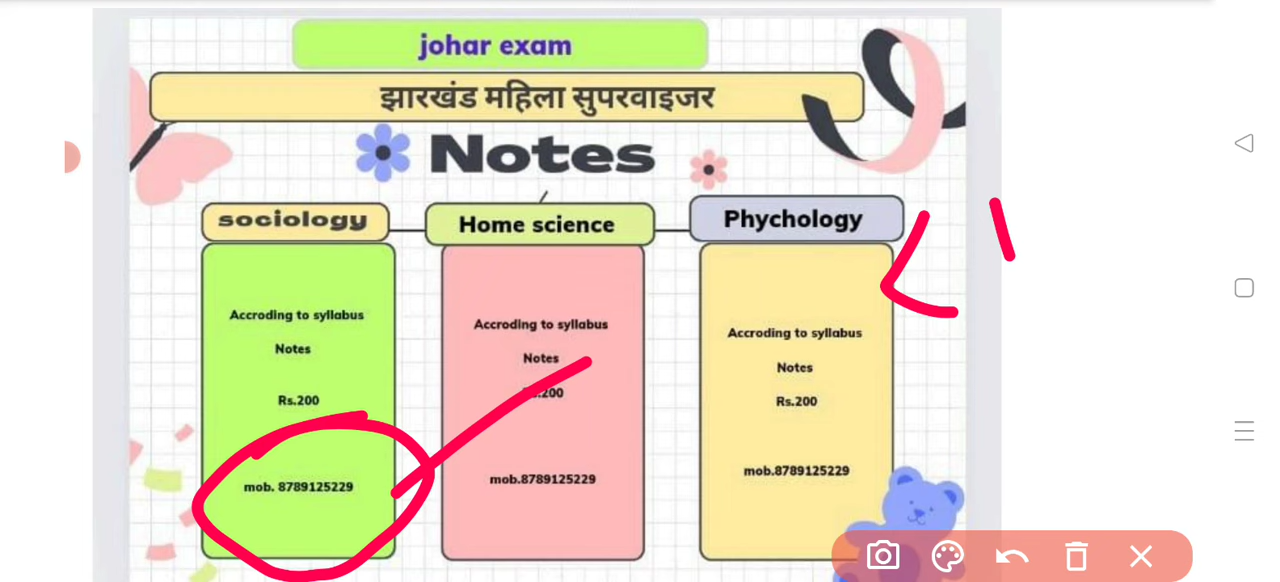 johar exam
झारखंड महिला सुपरवाइजर
Notes
sociology
Accroding to syllabus
Notes
Rs.200
mob. 8789125229
Home science
Accroding to syllabus
Notes
.200
mob.8789125229
Phychology
Accroding to syllabus
Notes
Rs.200
mob.8789125229